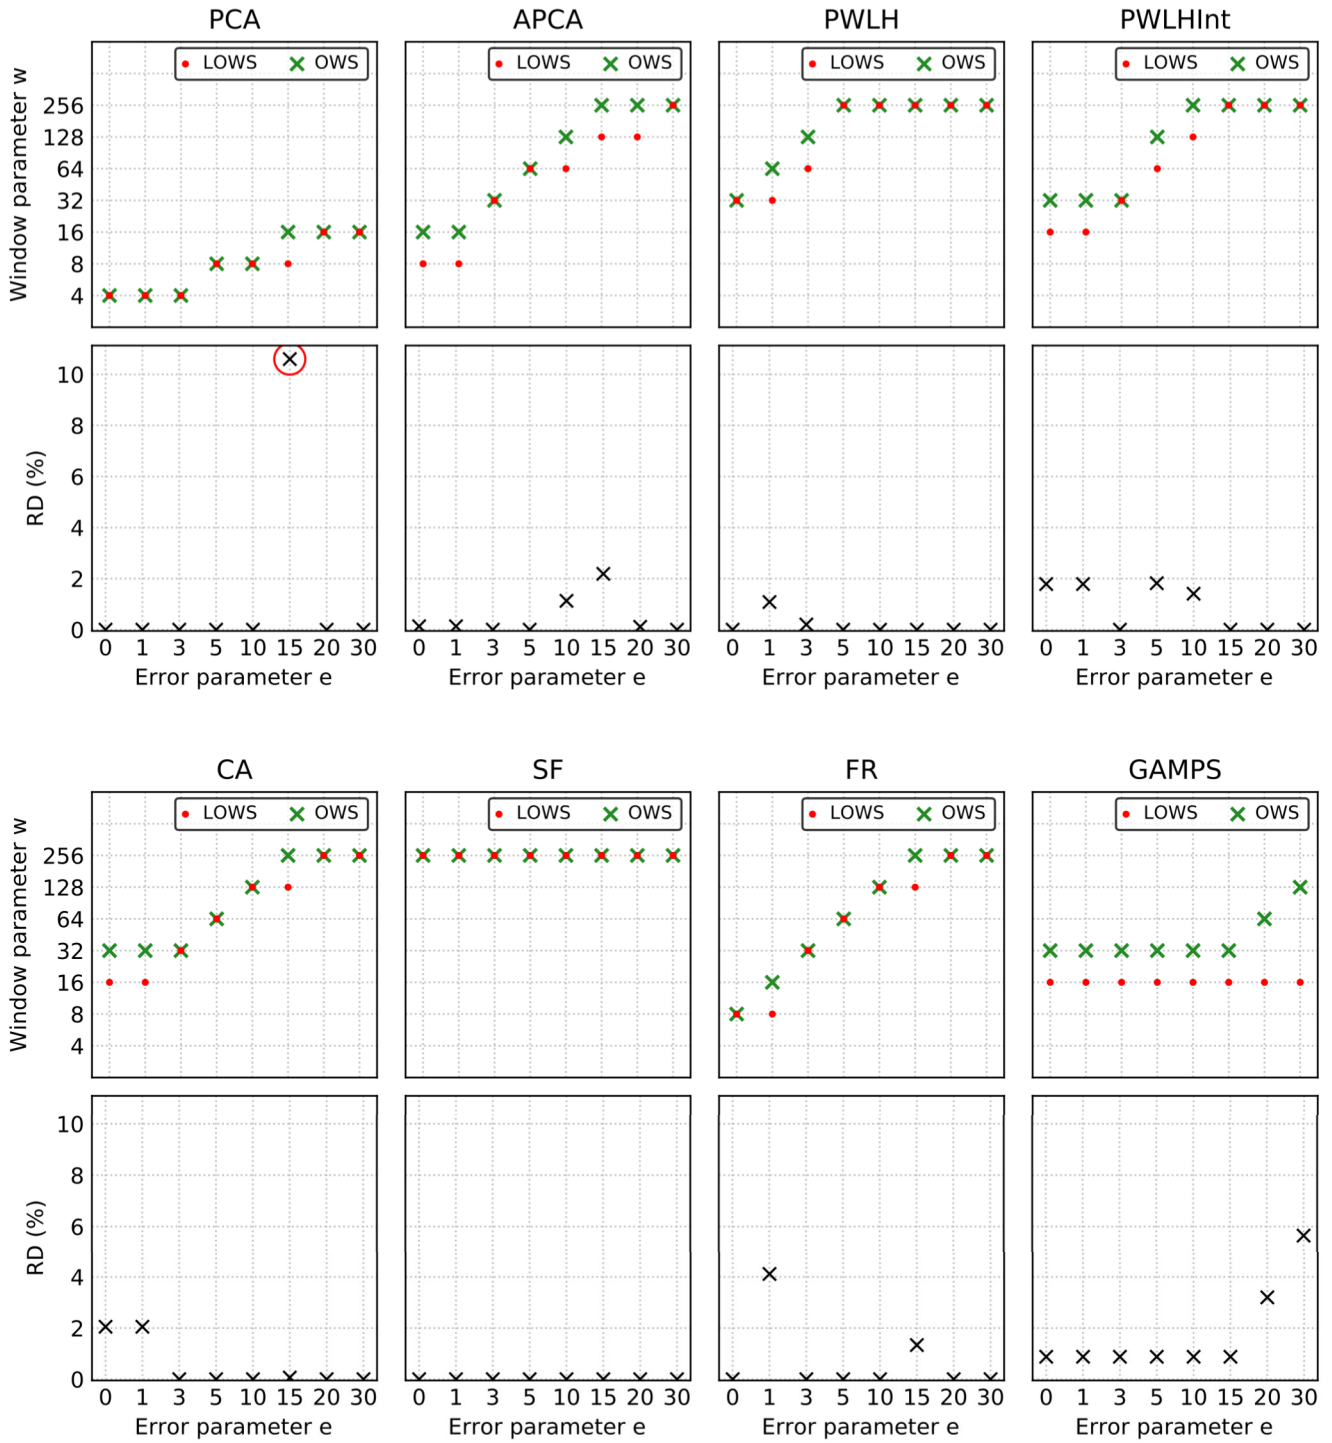 PCA APCA PWLH PWLHInt
LOWS OWS LOWS OWS LOWS OWS LOWS OWS
Window parameter w
256
128
64
32
16
8
4
RD (%)
10
8
6
4
2
0
0 1 3 5 10 15 20 30 0 1 3 5 10 15 20 30 0 1 3 5 10 15 20 30 0 1 3 5 10 15 20 30
Error parameter e Error parameter e Error parameter e Error parameter e
CA SF FR GAMPS
LOWS OWS LOWS OWS LOWS OWS LOWS OWS
Window parameter w
256
128
64
32
16
8
4
RD (%)
10
8
6
4
2
0
0 1 3 5 10 15 20 30 0 1 3 5 10 15 20 30 0 1 3 5 10 15 20 30 0 1 3 5 10 15 20 30
Error parameter e Error parameter e Error parameter e Error parameter e